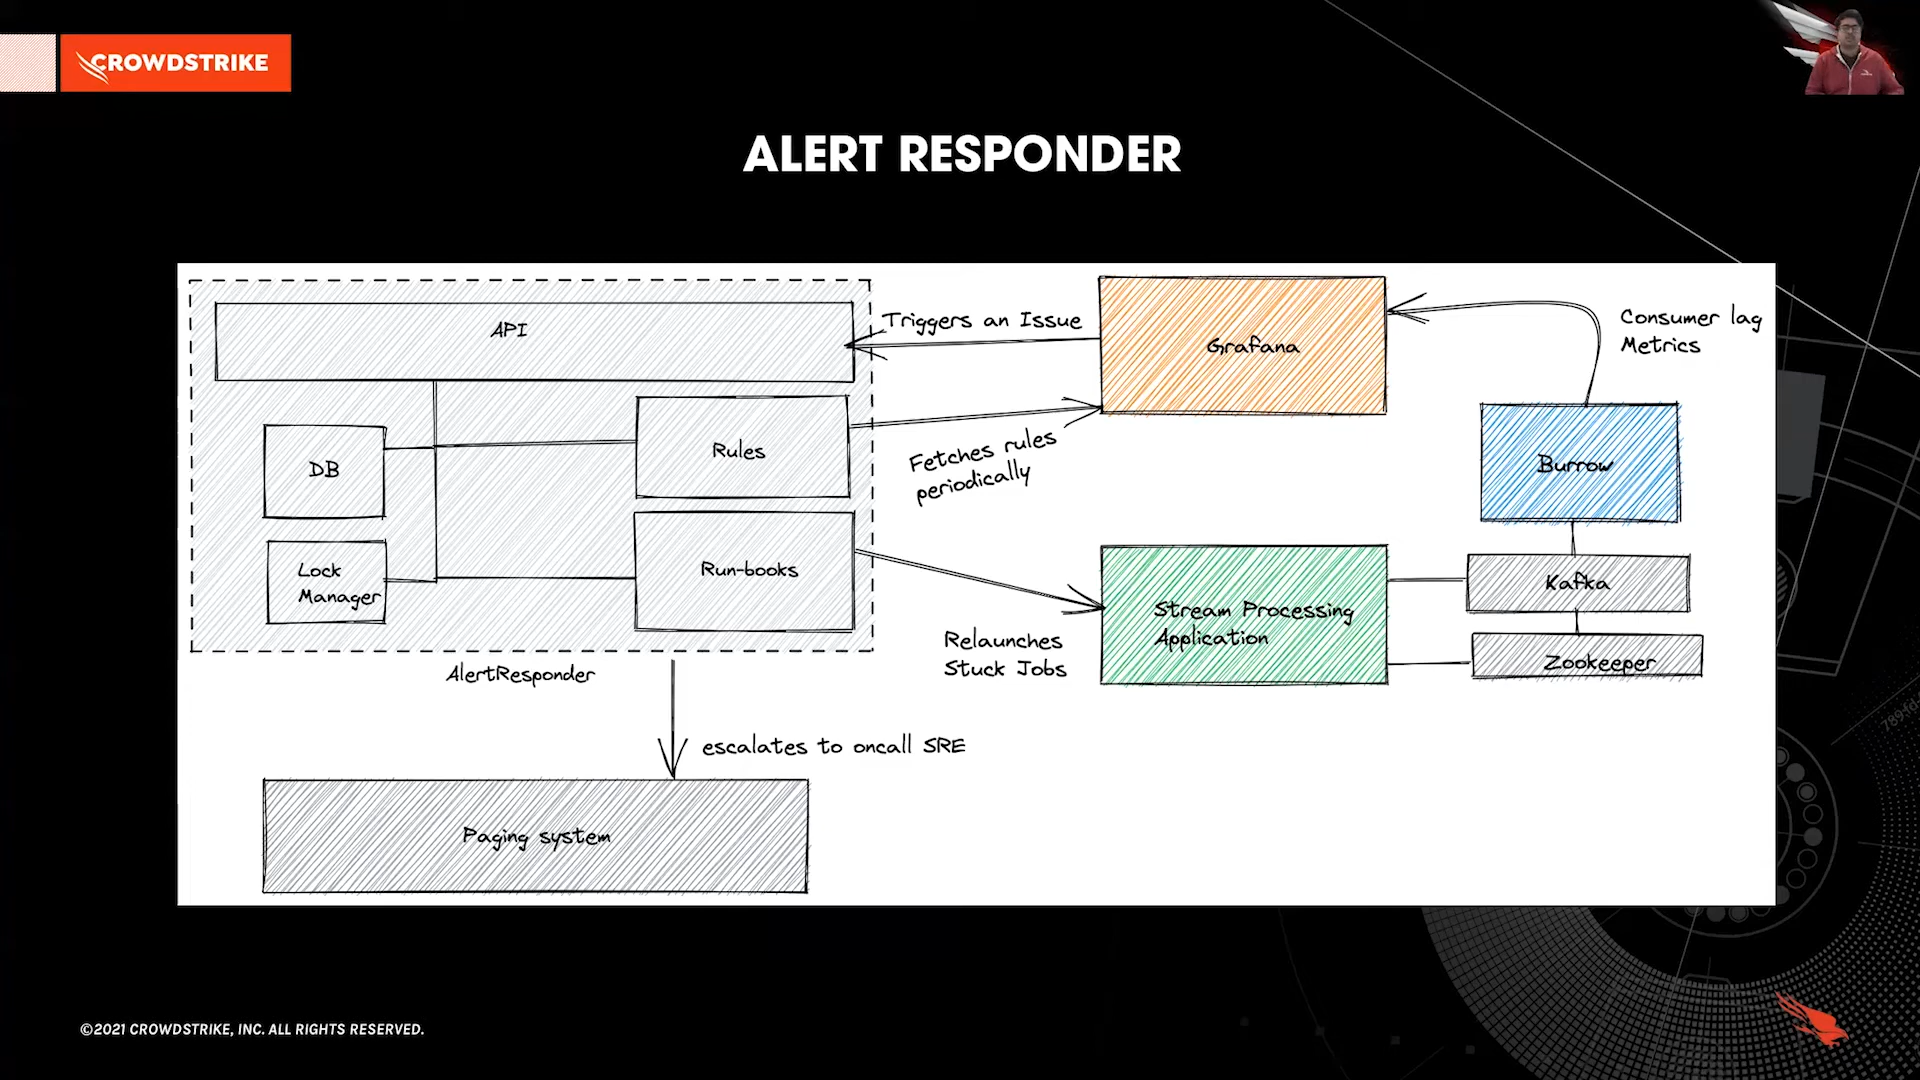 CROWDSTRIKE
ALERT RESPONDER
API
Triggers an Issue
Grafana
Consumer lag
Metrics
DB
Rules
Fetches rules
periodically
Burrow
Lock
Manager
Run-books
Relaunches
Stuck Jobs
Stream Processing
Application
Kafka
Zookeeper
AlertResponder
escalates to oncall SRE
Paging system
©2021 CROWDSTRIKE, INC. ALL RIGHTS RESERVED.